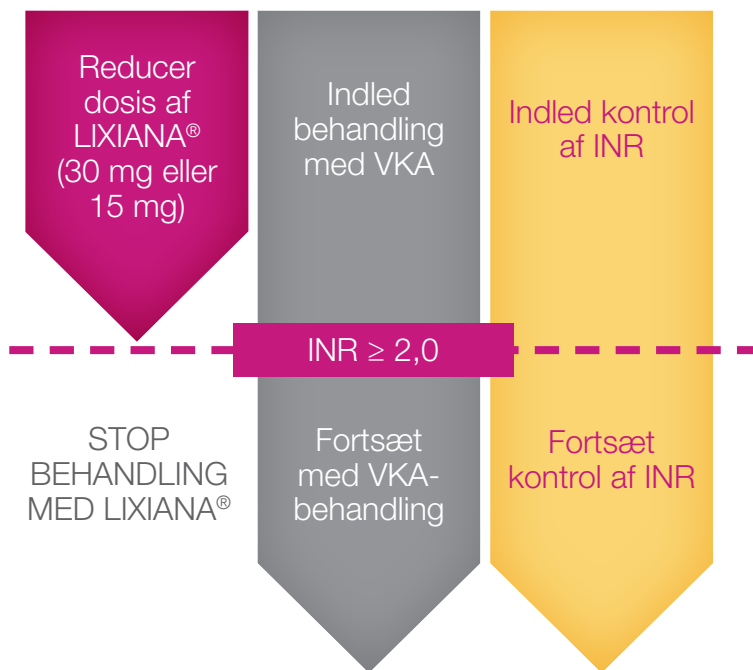 Reducer
dosis af
LIXIANA®
(30 mg eller
15 mg)
Indled
behandling
med VKA
Indled kontrol
af INR
INR ≥ 2,0
STOP
BEHANDLING
MED LIXIANA®
Fortsæt
med VKA-
behandling
Fortsæt
kontrol af INR